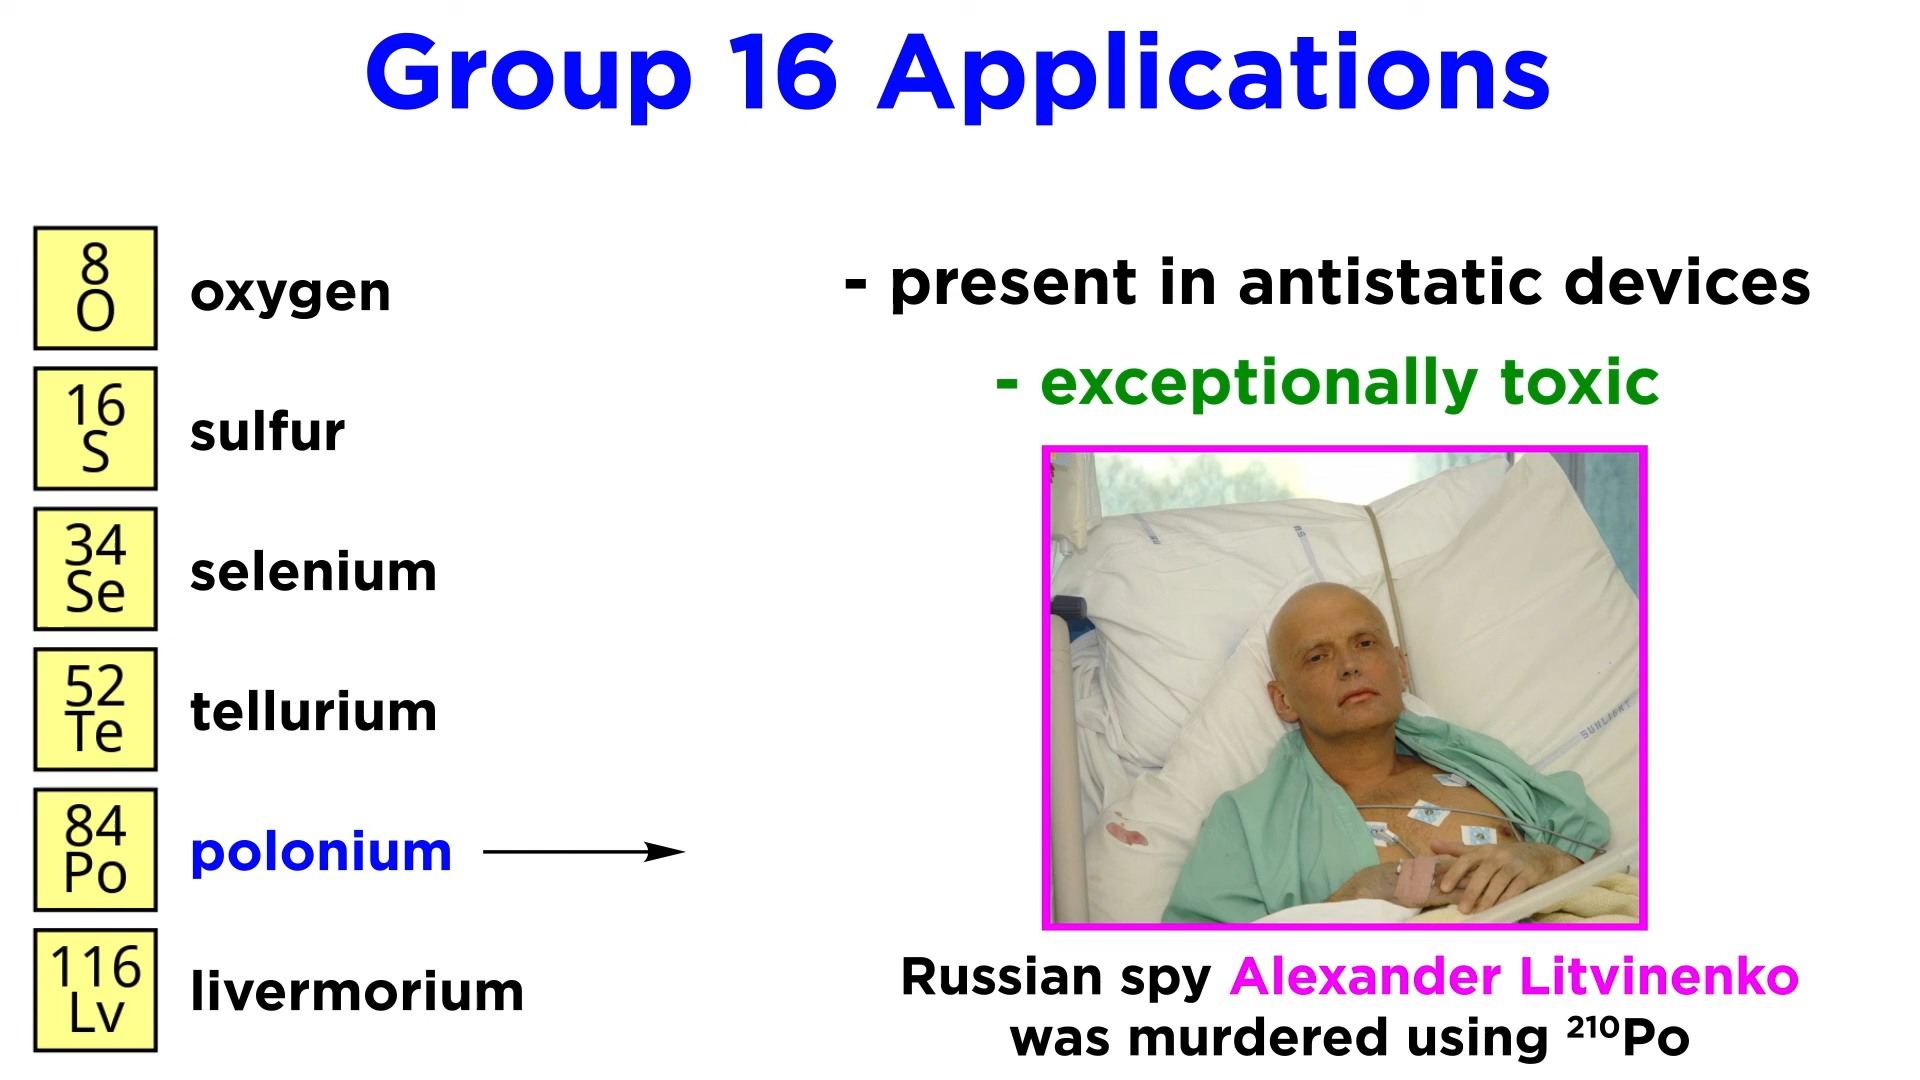 Group 16 Applications
8
O
oxygen
16
S
sulfur
34
Se
selenium
52
Te
tellurium
84
Po
polonium
116
Lv
livermorium
- present in antistatic devices
- exceptionally toxic
SUNLIGHT
Russian spy Alexander Litvinenko
was murdered using ²¹⁰Po